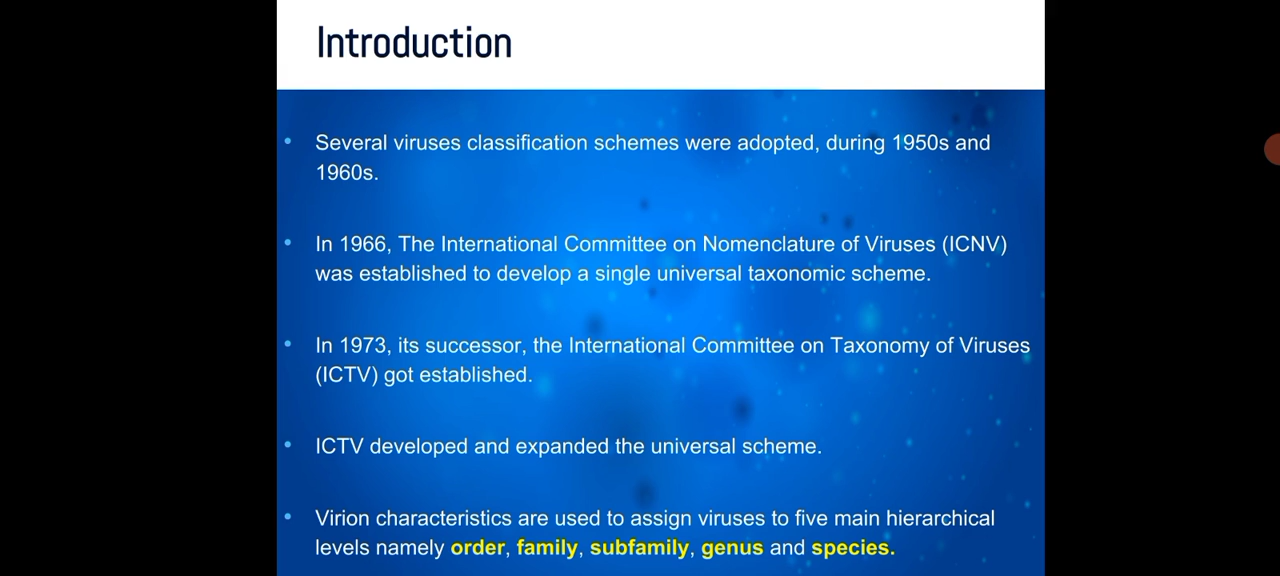 Introduction
• Several viruses classification schemes were adopted, during 1950s and
1960s.
• In 1966, The International Committee on Nomenclature of Viruses (ICNV)
was established to develop a single universal taxonomic scheme.
• In 1973, its successor, the International Committee on Taxonomy of Viruses
(ICTV) got established.
• ICTV developed and expanded the universal scheme.
• Virion characteristics are used to assign viruses to five main hierarchical
levels namely order, family, subfamily, genus and species.